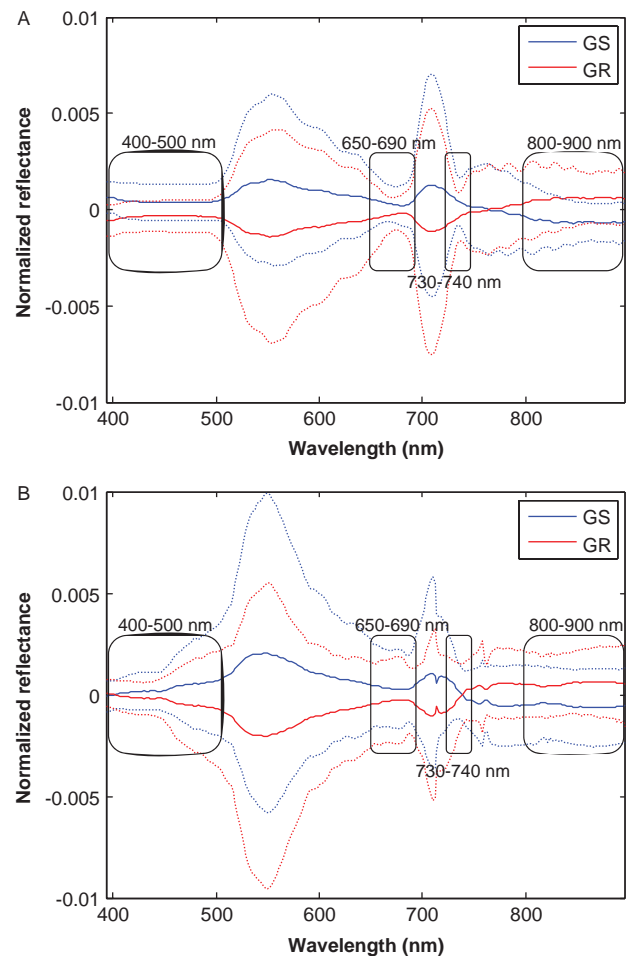 A
0.01
GS
GR
400-500 nm
650-690 nm
800-900 nm
0.005
0
730-740 nm
-0.005
-0.01
400
500
600
700
800
Normalized reflectance
Wavelength (nm)
B
0.01
GS
GR
0.005
400-500 nm
650-690 nm
800-900 nm
0
730-740 nm
-0.005
-0.01
400
500
600
700
800
Normalized reflectance
Wavelength (nm)